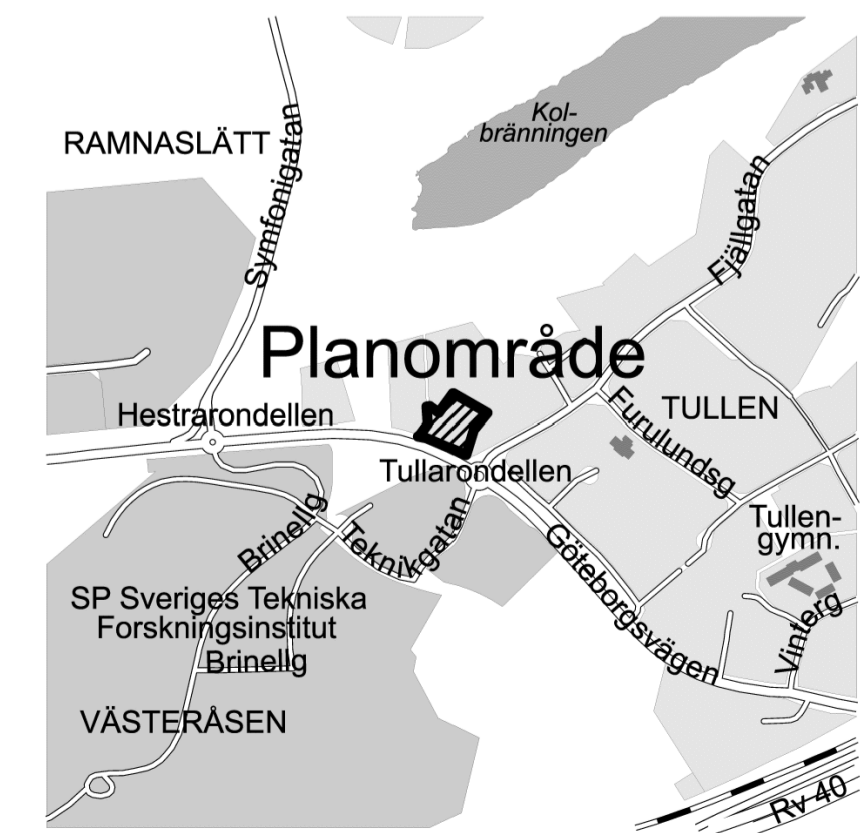 Kol-
bränningen
RAMNASLÄTT
Symfonigatan
Fjällgatan
Planområde
Hestrarondellen
Furulundsg
TULLEN
Tullarondellen
Brinellg
Teknikgatan
Göteborgsvägen
Tullen-
gymn.
SP Sveriges Tekniska
Forskningsinstitut
Brinellg
Vinterg
VÄSTERÅSEN
Rv 40